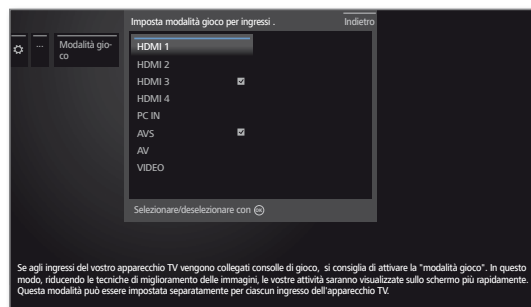 Imposta modalità gioco per ingressi .
Indietro
...
Modalità gio-
co
HDMI 1
HDMI 2
HDMI 3
HDMI 4
PC IN
AVS
AV
VIDEO
Selezionare/deselezionare con OK
Se agli ingressi del vostro apparecchio TV vengono collegati consolle di gioco, si consiglia di attivare la "modalità gioco". In questo
modo, riducendo le tecniche di miglioramento delle immagini, le vostre attività saranno visualizzate sullo schermo più rapidamente.
Questa modalità può essere impostata separatamente per ciascun ingresso dell'apparecchio TV.